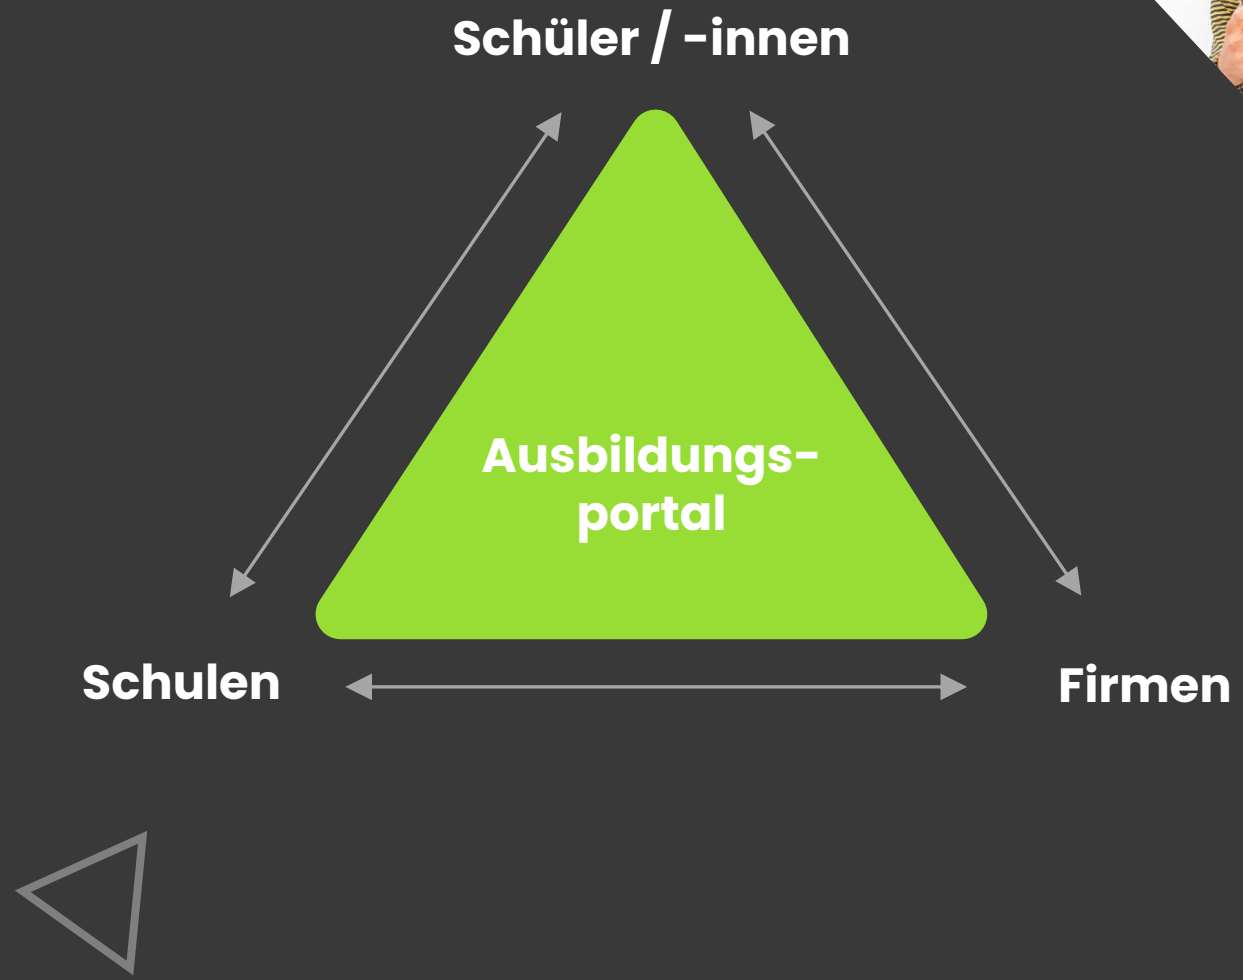 Schüler / -innen
Ausbildungs-
portal
Schulen
Firmen